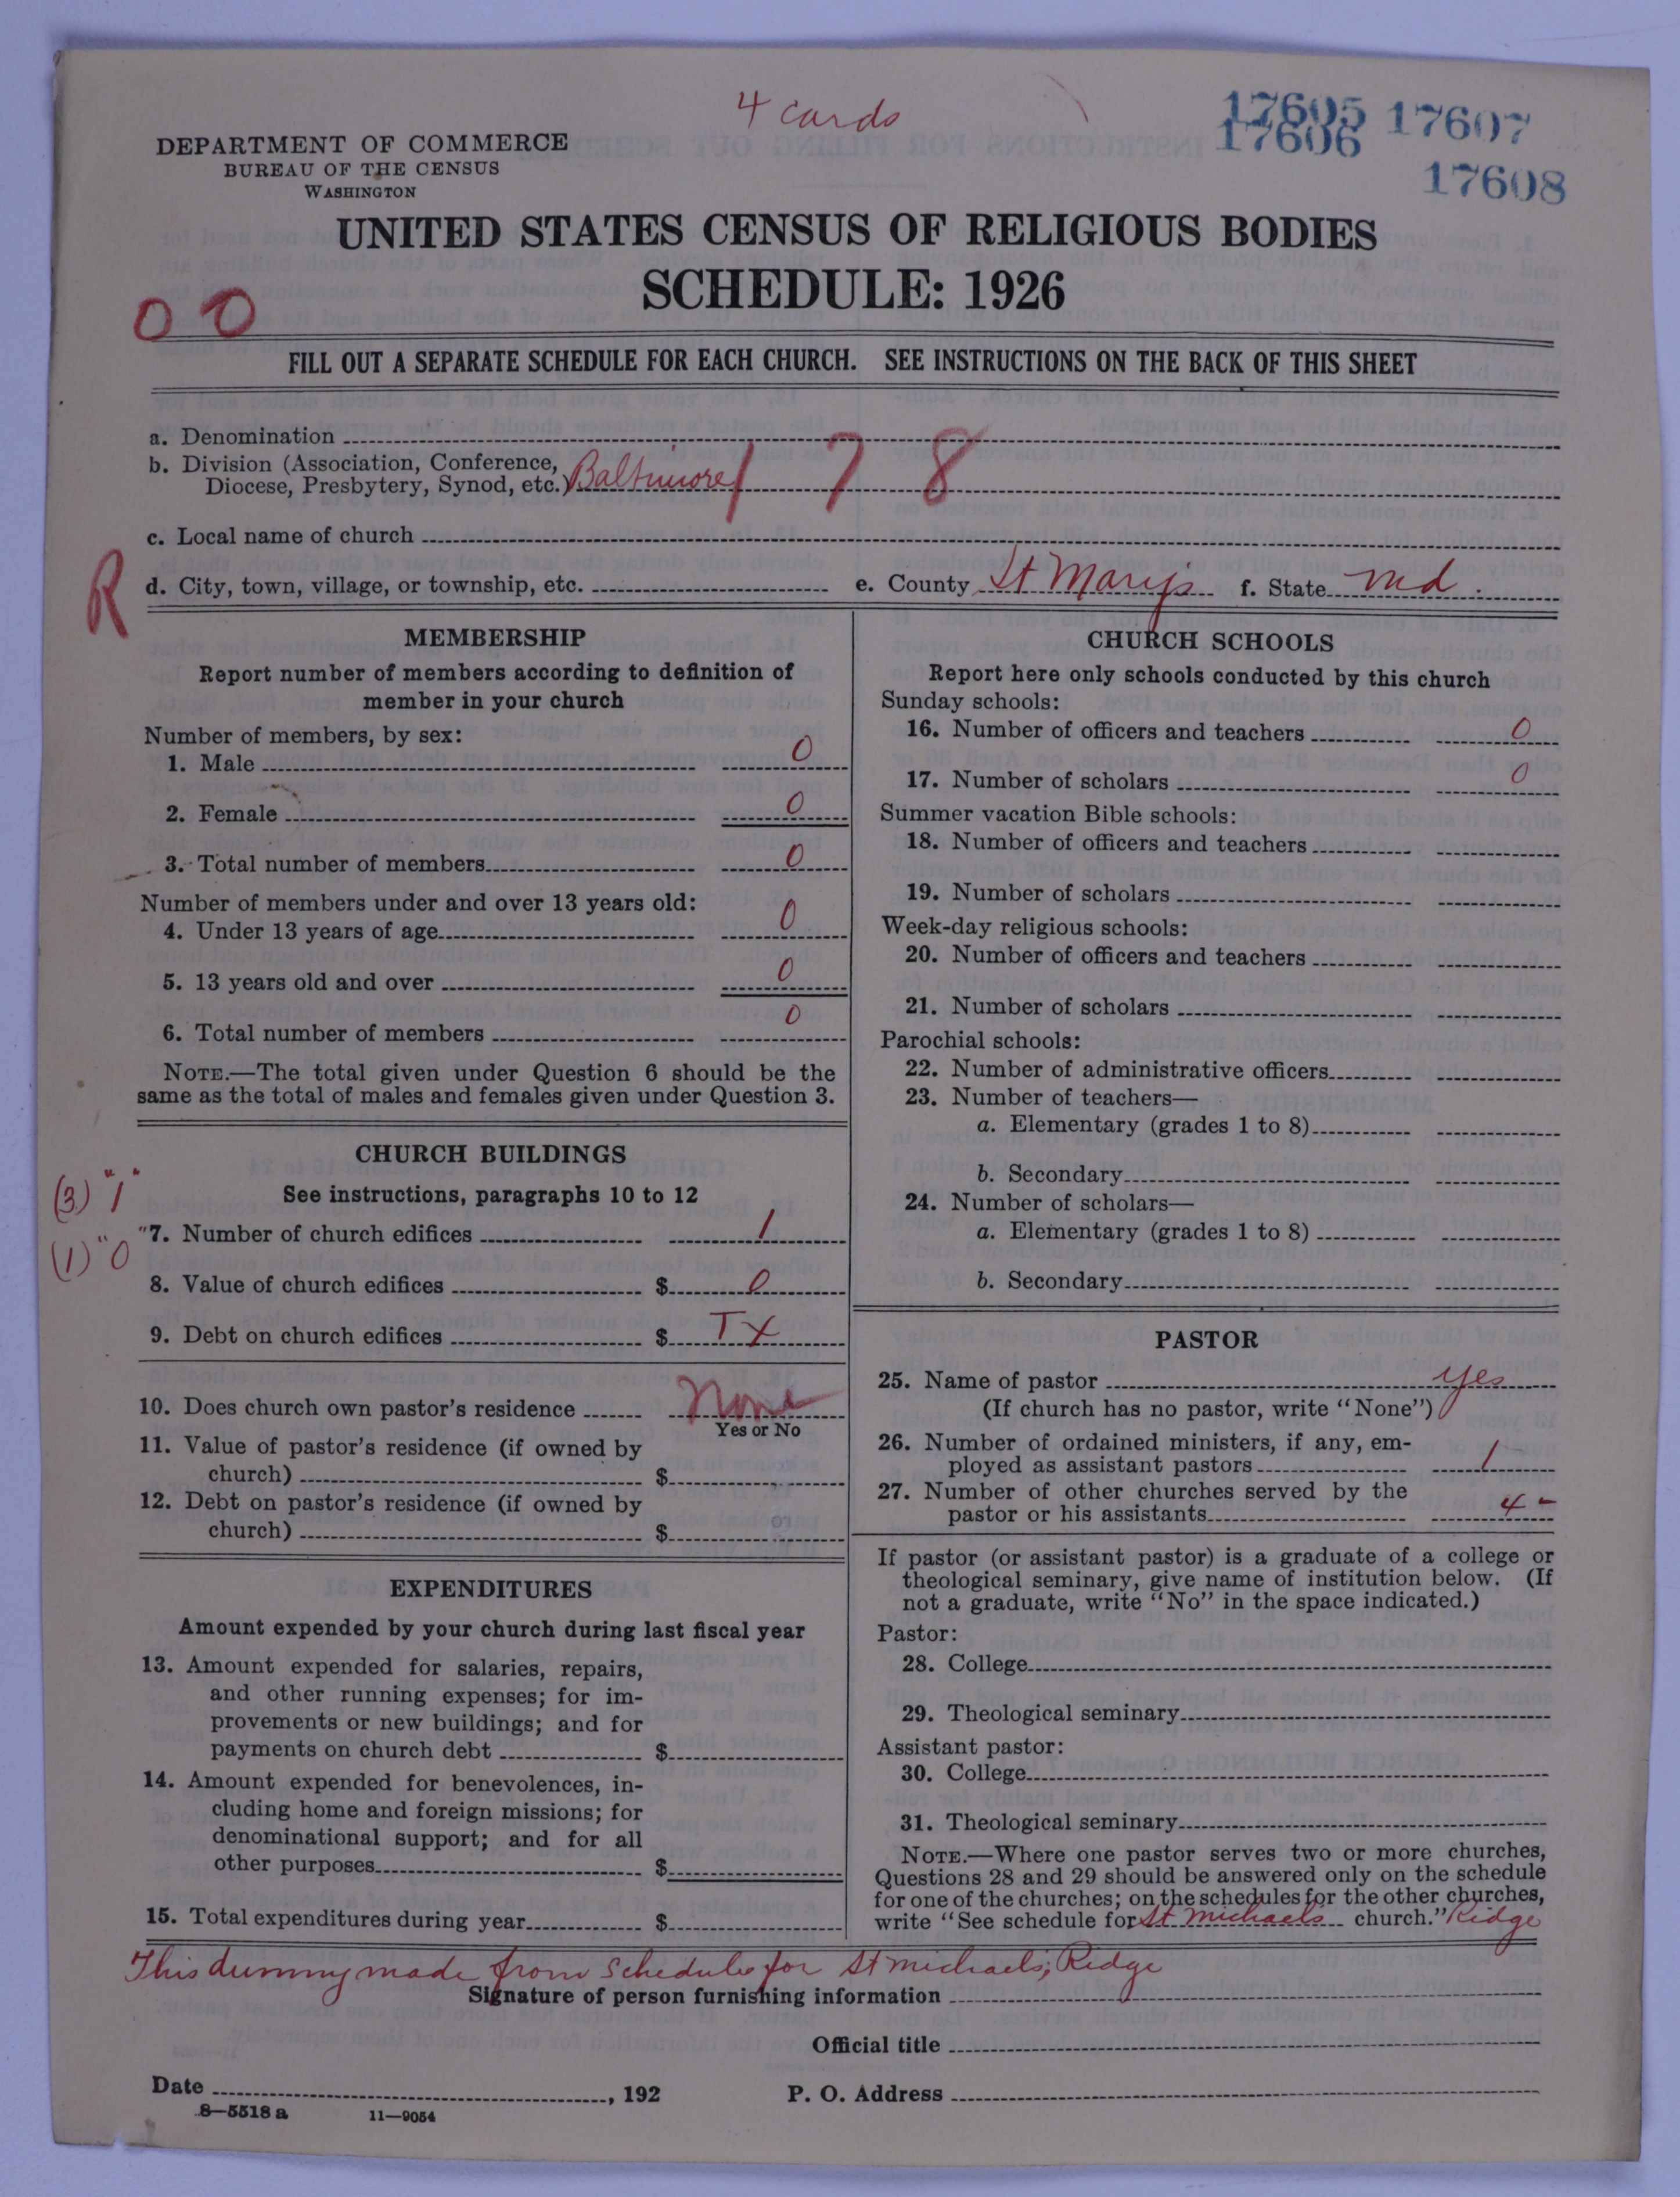 4 cards
17605 17607
17606
17608
DEPARTMENT OF COMMERCE
BUREAU OF THE CENSUS
WASHINGTON
UNITED STATES CENSUS OF RELIGIOUS BODIES
SCHEDULE: 1926
0 0
FILL OUT A SEPARATE SCHEDULE FOR EACH CHURCH. SEE INSTRUCTIONS ON THE BACK OF THIS SHEET
a. Denomination
b. Division (Association, Conference,
Diocese, Presbytery, Synod, etc.) Baltimore 1 7 8
c. Local name of church
R
d. City, town, village, or township, etc. e. County St Mary's f. State Md.
MEMBERSHIP
Report number of members according to definition of
member in your church
Number of members, by sex:
1. Male 0
2. Female 0
3. Total number of members 0
Number of members under and over 13 years old:
4. Under 13 years of age 0
5. 13 years old and over 0
6. Total number of members 0
NOTE.—The total given under Question 6 should be the
same as the total of males and females given under Question 3.
CHURCH BUILDINGS
See instructions, paragraphs 10 to 12
(3) "1"
"7. Number of church edifices 1
(1) "0
8. Value of church edifices $ 0
9. Debt on church edifices $ TX
10. Does church own pastor's residence None
Yes or No
11. Value of pastor's residence (if owned by
church) $
12. Debt on pastor's residence (if owned by
church) $
EXPENDITURES
Amount expended by your church during last fiscal year
13. Amount expended for salaries, repairs,
and other running expenses; for im-
provements or new buildings; and for
payments on church debt $
14. Amount expended for benevolences, in-
cluding home and foreign missions; for
denominational support; and for all
other purposes $
15. Total expenditures during year $
CHURCH SCHOOLS
Report here only schools conducted by this church
Sunday schools:
16. Number of officers and teachers 0
17. Number of scholars 0
Summer vacation Bible schools:
18. Number of officers and teachers
19. Number of scholars
Week-day religious schools:
20. Number of officers and teachers
21. Number of scholars
Parochial schools:
22. Number of administrative officers
23. Number of teachers—
a. Elementary (grades 1 to 8)
b. Secondary
24. Number of scholars—
a. Elementary (grades 1 to 8)
b. Secondary
PASTOR
25. Name of pastor yes
(If church has no pastor, write "None")
26. Number of ordained ministers, if any, em-
ployed as assistant pastors 1
27. Number of other churches served by the
pastor or his assistants 4 -
If pastor (or assistant pastor) is a graduate of a college or
theological seminary, give name of institution below. (If
not a graduate, write "No" in the space indicated.)
Pastor:
28. College
29. Theological seminary
Assistant pastor:
30. College
31. Theological seminary
NOTE.—Where one pastor serves two or more churches,
Questions 28 and 29 should be answered only on the schedule
for one of the churches; on the schedules for the other churches,
write "See schedule for St Michaels church." Ridge
This dummy made from Schedule for St Michaels, Ridge
Signature of person furnishing information
Official title
Date , 192 P. O. Address
8—5518 a 11—9054